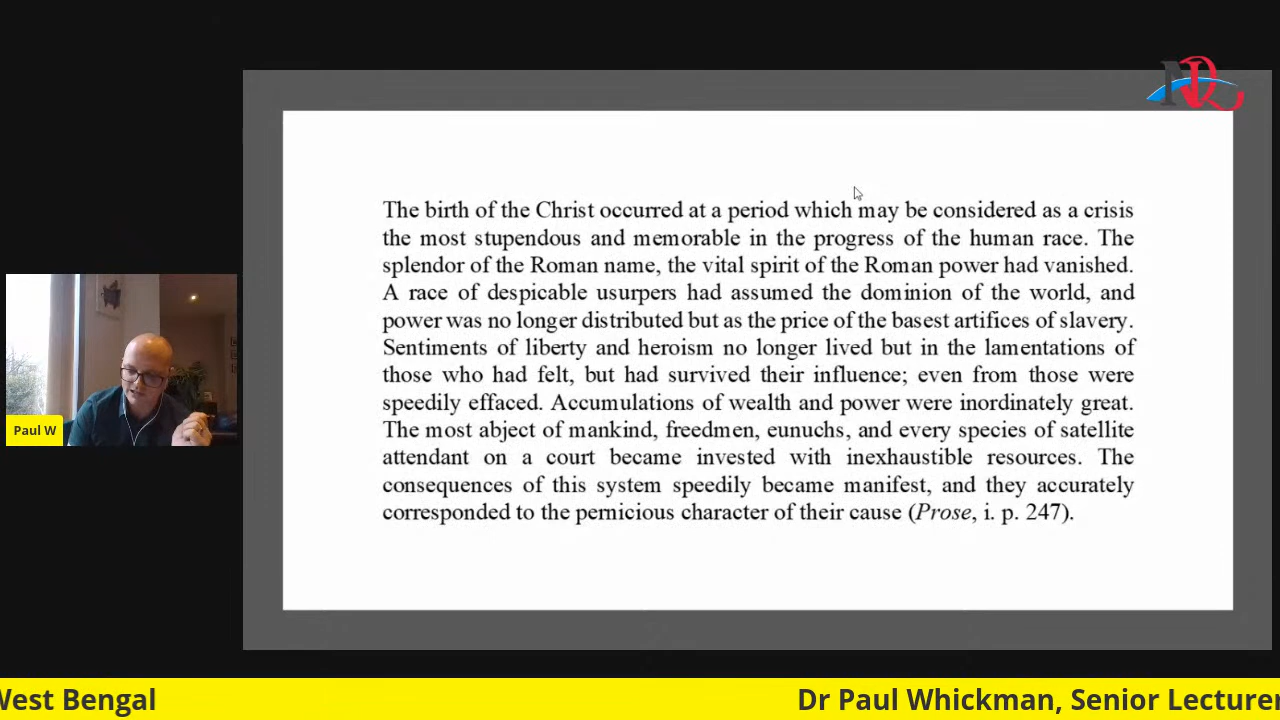 The birth of the Christ occurred at a period which may be considered as a crisis
the most stupendous and memorable in the progress of the human race. The
splendor of the Roman name, the vital spirit of the Roman power had vanished.
A race of despicable usurpers had assumed the dominion of the world, and
power was no longer distributed but as the price of the basest artifices of slavery.
Sentiments of liberty and heroism no longer lived but in the lamentations of
those who had felt, but had survived their influence; even from those were
speedily effaced. Accumulations of wealth and power were inordinately great.
The most abject of mankind, freedmen, eunuchs, and every species of satellite
attendant on a court became invested with inexhaustible resources. The
consequences of this system speedily became manifest, and they accurately
corresponded to the pernicious character of their cause (Prose, i. p. 247).
Paul W
West Bengal
Dr Paul Whickman, Senior Lecturer